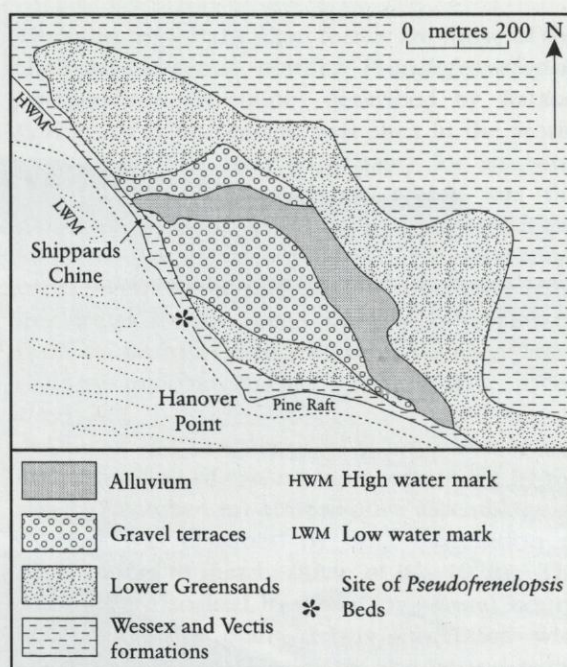 0 metres 200 N
HWM
LWM
Shippards
Chine
Hanover
Point
Pine Raft
Alluvium
Gravel terraces
Lower Greensands
Wessex and Vectis
formations
HWM High water mark
LWM Low water mark
Site of Pseudofrenelopsis
* Beds